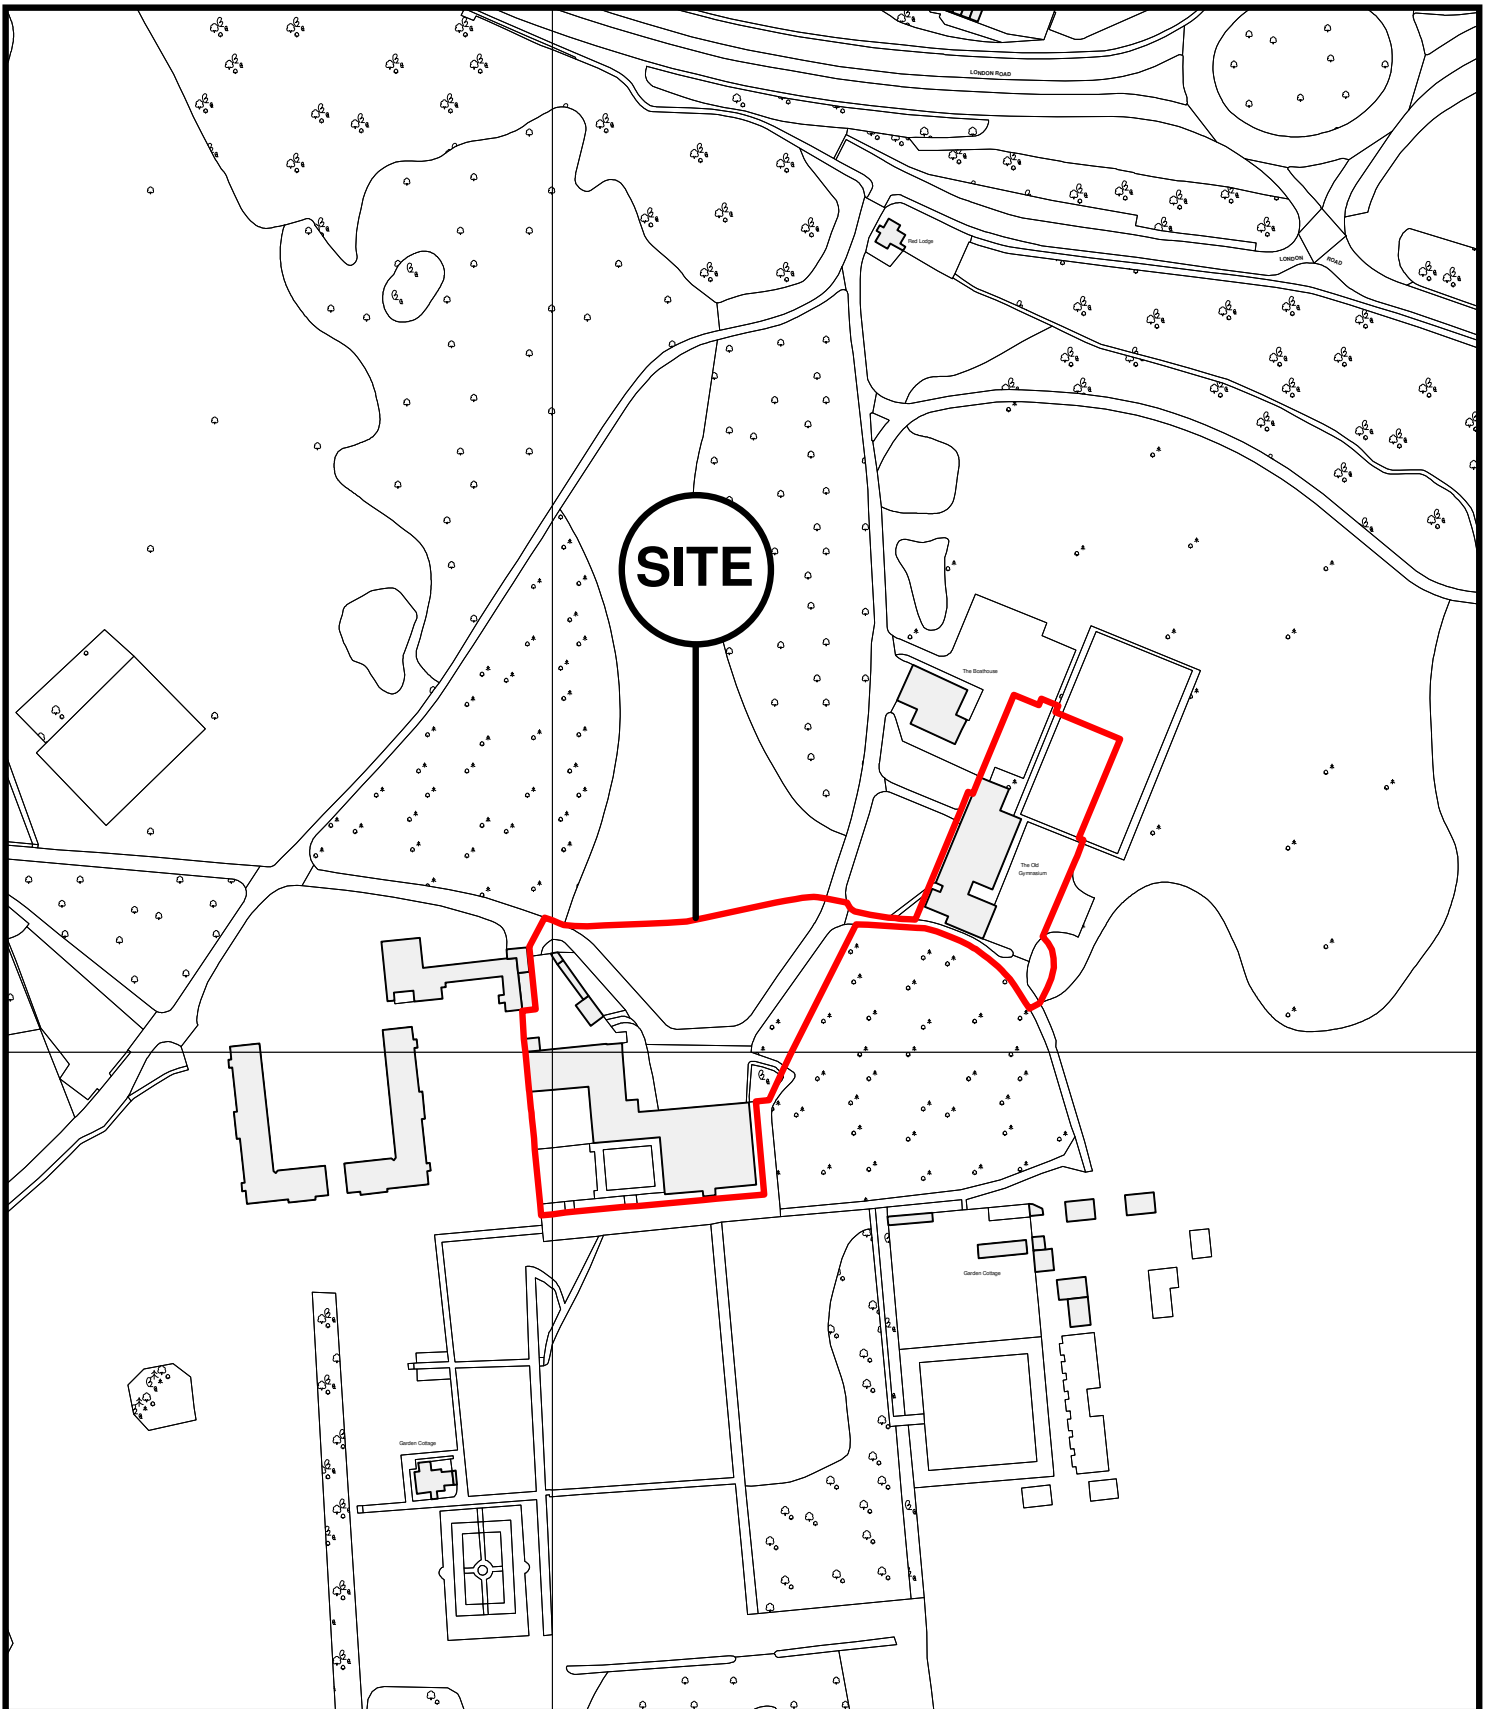 LONDON ROAD
Red Lodge
LONDON
ROAD
SITE
The Boathouse
The Old
Gymnasium
Garden Cottage
Garden Cottage